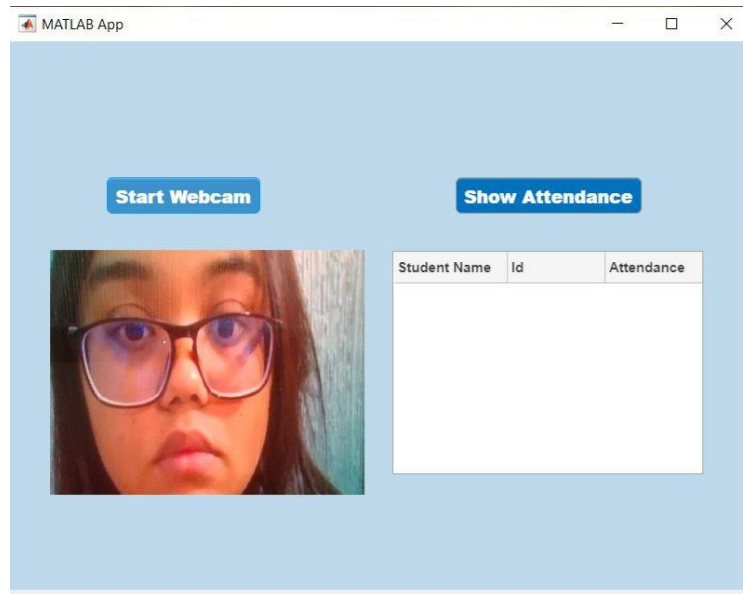 MATLAB App
Start Webcam
Show Attendance
Student Name Id Attendance